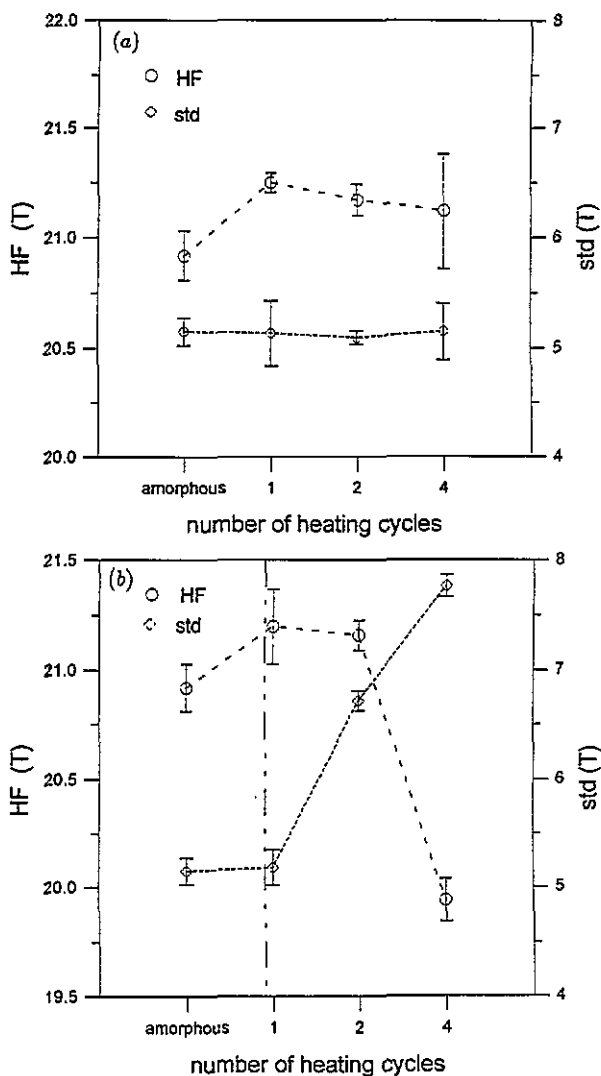 (a)
HF
std
22.0
21.5
21.0
20.5
20.0
HF (T)
8
7
6
5
4
std (T)
amorphous 1 2 4
number of heating cycles
(b)
HF
std
21.5
21.0
20.5
20.0
19.5
HF (T)
8
7
6
5
4
std (T)
amorphous 1 2 4
number of heating cycles